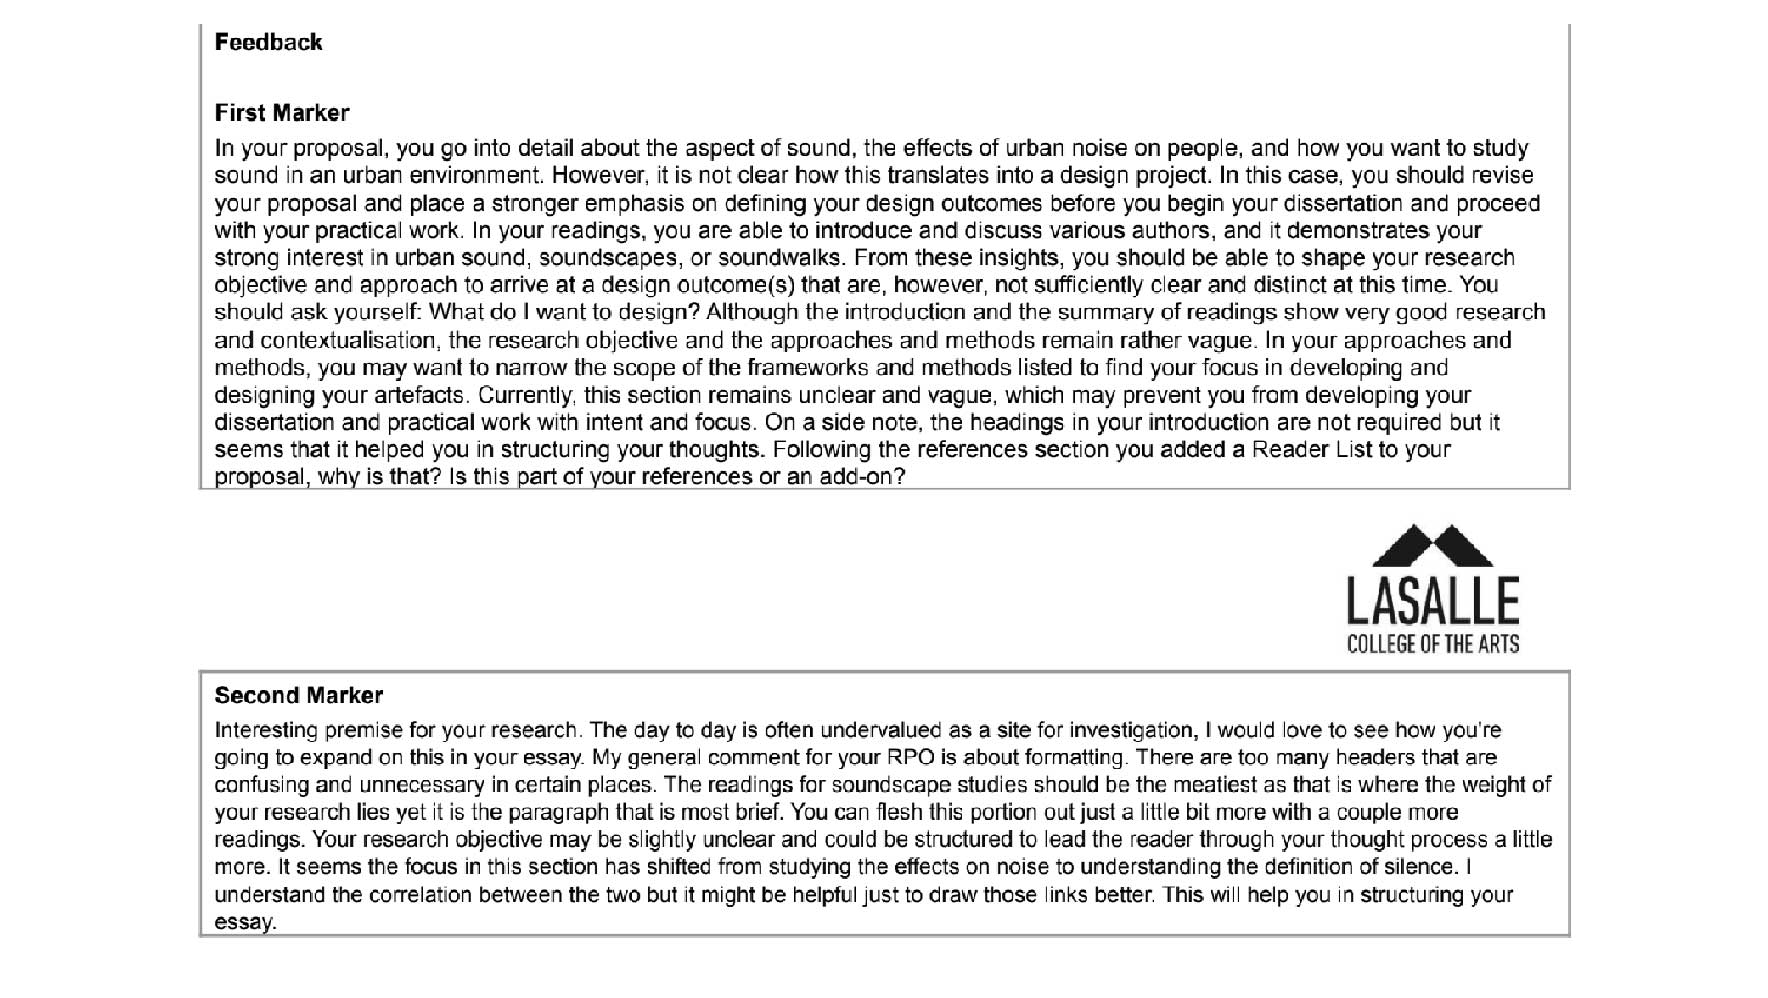 Feedback
First Marker
In your proposal, you go into detail about the aspect of sound, the effects of urban noise on people, and how you want to study
sound in an urban environment. However, it is not clear how this translates into a design project. In this case, you should revise
your proposal and place a stronger emphasis on defining your design outcomes before you begin your dissertation and proceed
with your practical work. In your readings, you are able to introduce and discuss various authors, and it demonstrates your
strong interest in urban sound, soundscapes, or soundwalks. From these insights, you should be able to shape your research
objective and approach to arrive at a design outcome(s) that are, however, not sufficiently clear and distinct at this time. You
should ask yourself: What do I want to design? Although the introduction and the summary of readings show very good research
and contextualisation, the research objective and the approaches and methods remain rather vague. In your approaches and
methods, you may want to narrow the scope of the frameworks and methods listed to find your focus in developing and
designing your artefacts. Currently, this section remains unclear and vague, which may prevent you from developing your
dissertation and practical work with intent and focus. On a side note, the headings in your introduction are not required but it
seems that it helped you in structuring your thoughts. Following the references section you added a Reader List to your
proposal, why is that? Is this part of your references or an add-on?
LASALLE
COLLEGE OF THE ARTS
Second Marker
Interesting premise for your research. The day to day is often undervalued as a site for investigation, I would love to see how you're
going to expand on this in your essay. My general comment for your RPO is about formatting. There are too many headers that are
confusing and unnecessary in certain places. The readings for soundscape studies should be the meatiest as that is where the weight of
your research lies yet it is the paragraph that is most brief. You can flesh this portion out just a little bit more with a couple more
readings. Your research objective may be slightly unclear and could be structured to lead the reader through your thought process a little
more. It seems the focus in this section has shifted from studying the effects on noise to understanding the definition of silence. I
understand the correlation between the two but it might be helpful just to draw those links better. This will help you in structuring your
essay.